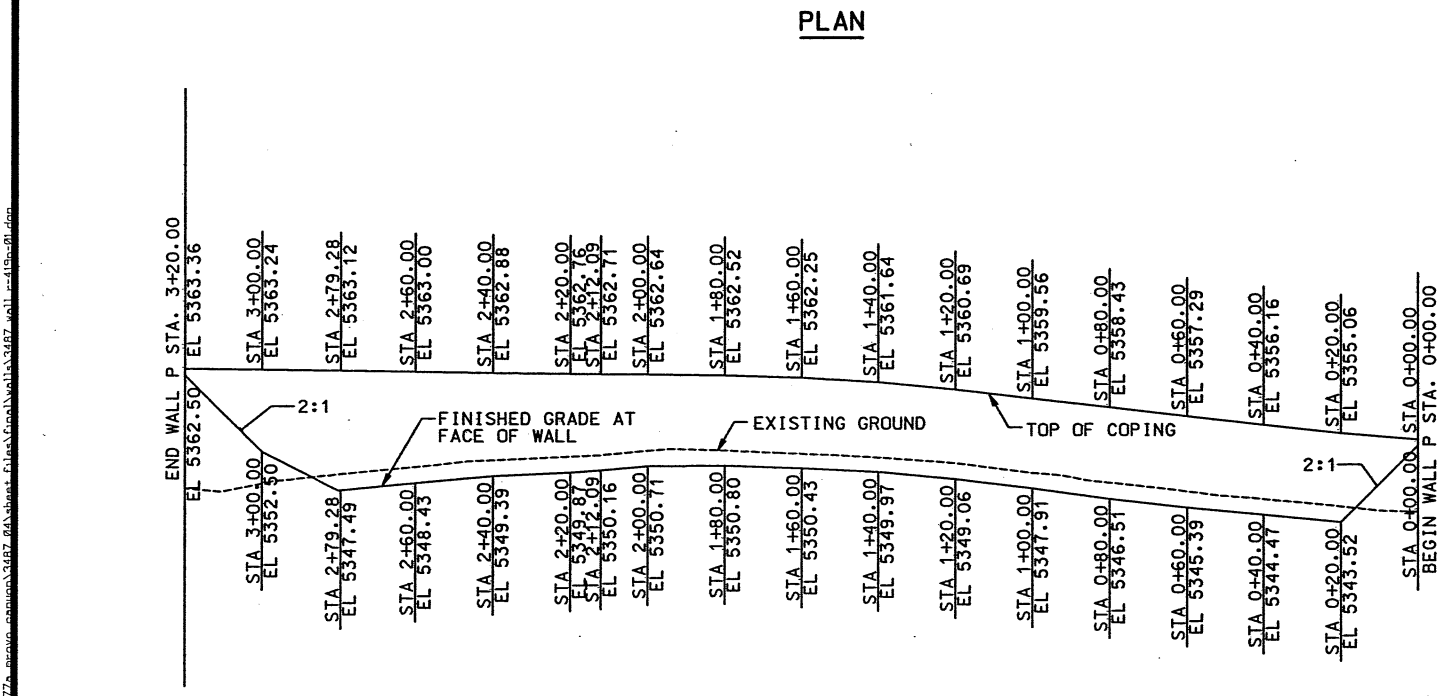 PLAN
END WALL P STA. 3+20.00
EL 5363.36
STA 3+00.00
EL 5363.24
STA 2+79.28
EL 5363.12
STA 2+60.00
EL 5363.00
STA 2+40.00
EL 5362.88
STA 2+20.00
EL 5362.76
STA 2+12.09
EL 5362.71
STA 2+00.00
EL 5362.64
STA 1+80.00
EL 5362.52
STA 1+60.00
EL 5362.25
STA 1+40.00
EL 5361.64
STA 1+20.00
EL 5360.69
STA 1+00.00
EL 5359.56
STA 0+80.00
EL 5358.43
STA 0+60.00
EL 5357.29
STA 0+40.00
EL 5356.16
STA 0+20.00
EL 5355.06
STA 0+00.00
BEGIN WALL P STA. 0+00.00
2:1
FINISHED GRADE AT
FACE OF WALL
EXISTING GROUND
TOP OF COPING
2:1
EL 5362.50
STA 3+00.00
EL 5352.50
STA 2+79.28
EL 5347.49
STA 2+60.00
EL 5348.43
STA 2+40.00
EL 5349.39
STA 2+20.00
EL 5349.87
STA 2+12.09
EL 5350.16
STA 2+00.00
EL 5350.71
STA 1+80.00
EL 5350.80
STA 1+60.00
EL 5350.43
STA 1+40.00
EL 5349.97
STA 1+20.00
EL 5349.06
STA 1+00.00
EL 5347.91
STA 0+80.00
EL 5346.51
STA 0+60.00
EL 5345.39
STA 0+40.00
EL 5344.47
STA 0+20.00
EL 5343.52
STA 0+00.00